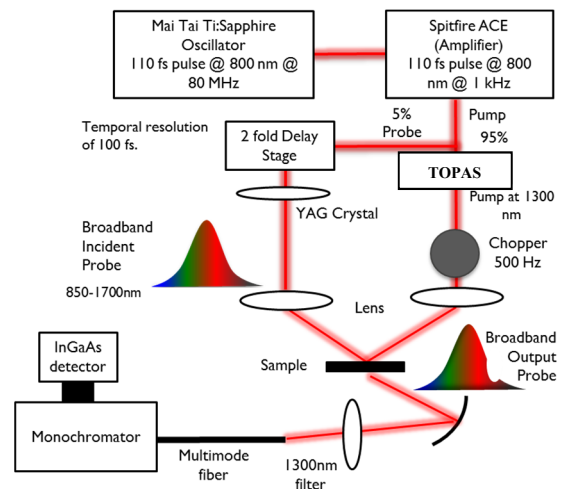 Mai Tai Ti:Sapphire
Oscillator
110 fs pulse @ 800 nm @
80 MHz
Spitfire ACE
(Amplifier)
110 fs pulse @ 800
nm @ 1 kHz
Temporal resolution
of 100 fs.
2 fold Delay
Stage
5%
Probe
Pump
95%
TOPAS
Pump at 1300
nm
YAG Crystal
Chopper
500 Hz
Broadband
Incident
Probe
850-1700nm
Lens
InGaAs
detector
Sample
Broadband
Output
Probe
Monochromator
Multimode
fiber
1300nm
filter